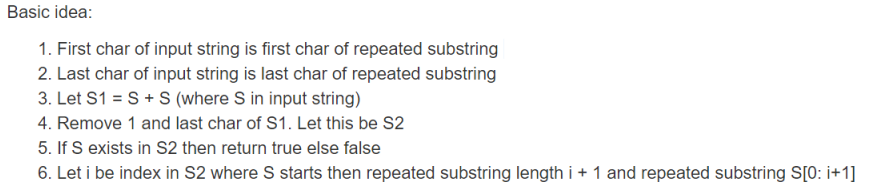 Basic idea:
1. First char of input string is first char of repeated substring
2. Last char of input string is last char of repeated substring
3. Let S1 = S + S (where S in input string)
4. Remove 1 and last char of S1. Let this be S2
5. If S exists in S2 then return true else false
6. Let i be index in S2 where S starts then repeated substring length i + 1 and repeated substring S[0: i+1]